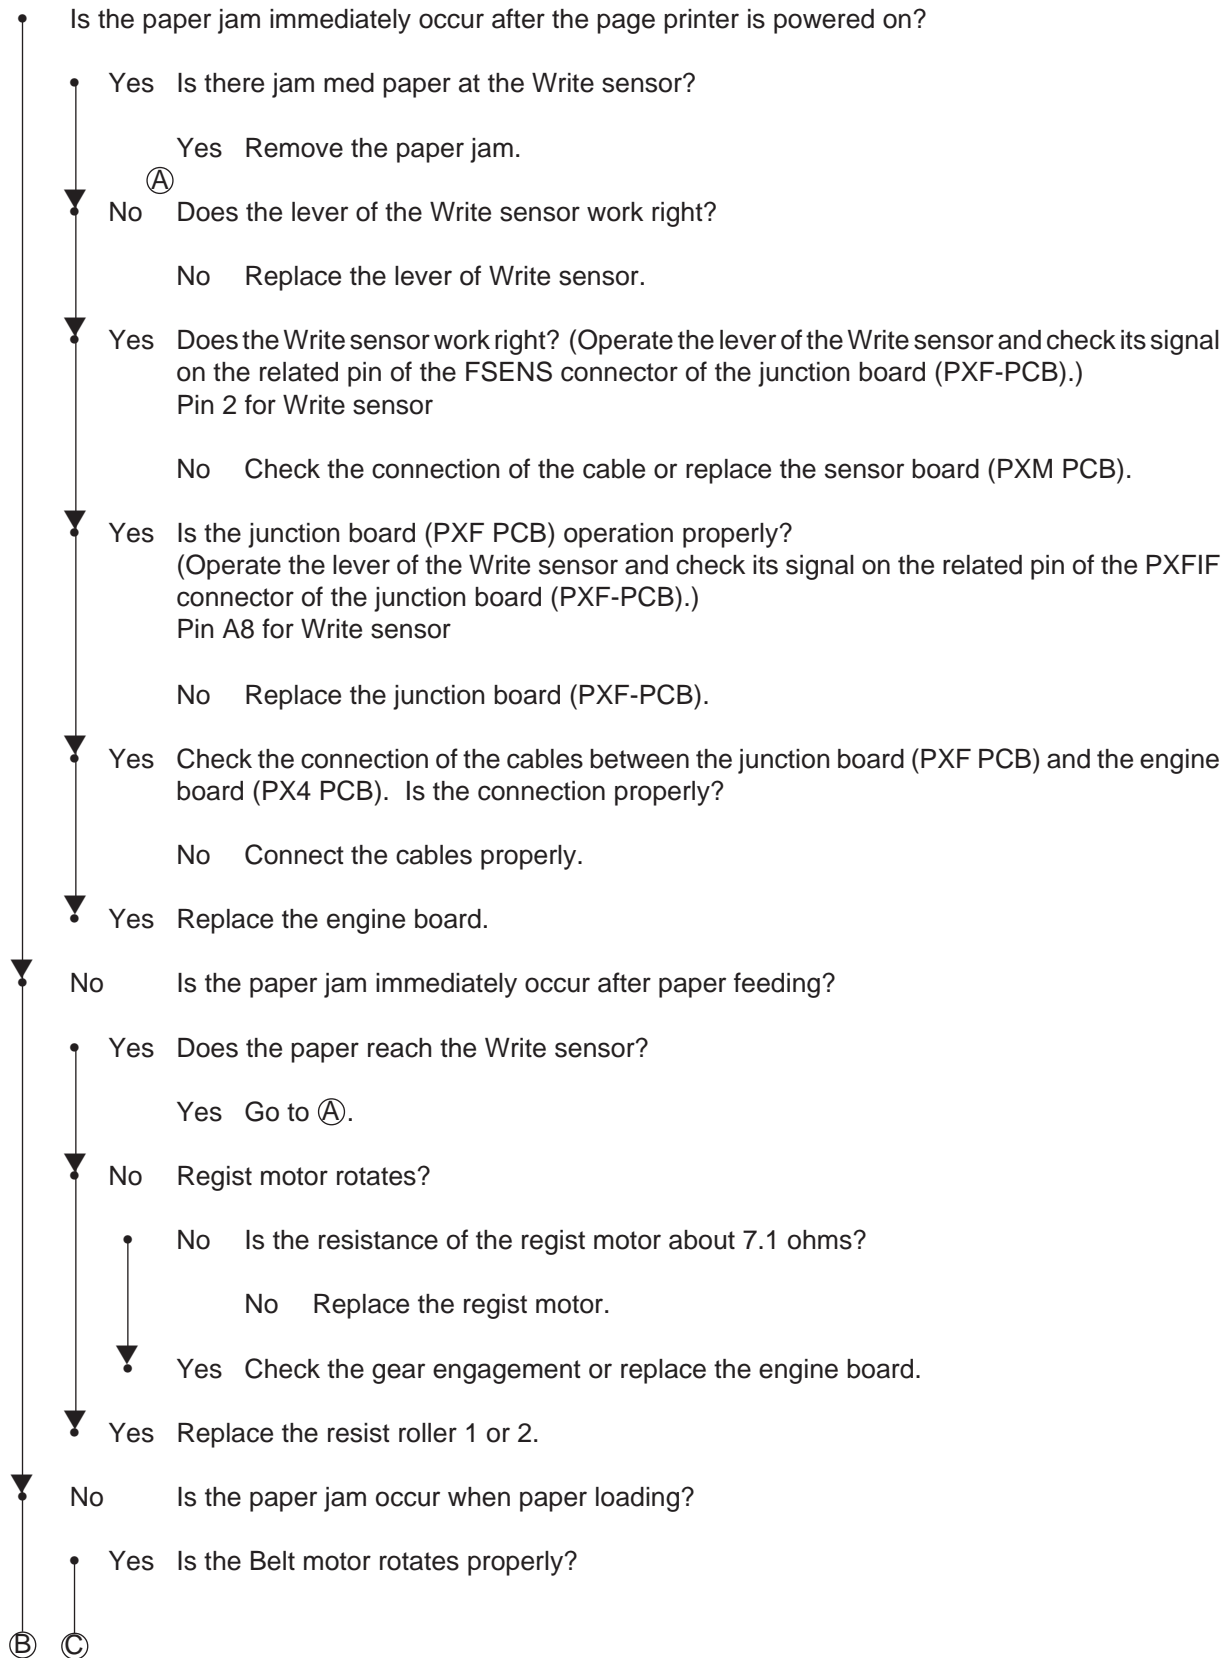 Is the paper jam immediately occur after the page printer is powered on?
Yes Is there jam med paper at the Write sensor?
Yes Remove the paper jam.
Ⓐ
No Does the lever of the Write sensor work right?
No Replace the lever of Write sensor.
Yes Does the Write sensor work right? (Operate the lever of the Write sensor and check its signal
on the related pin of the FSENS connector of the junction board (PXF-PCB).)
Pin 2 for Write sensor
No Check the connection of the cable or replace the sensor board (PXM PCB).
Yes Is the junction board (PXF PCB) operation properly?
(Operate the lever of the Write sensor and check its signal on the related pin of the PXFIF
connector of the junction board (PXF-PCB).)
Pin A8 for Write sensor
No Replace the junction board (PXF-PCB).
Yes Check the connection of the cables between the junction board (PXF PCB) and the engine
board (PX4 PCB). Is the connection properly?
No Connect the cables properly.
Yes Replace the engine board.
No Is the paper jam immediately occur after paper feeding?
Yes Does the paper reach the Write sensor?
Yes Go to Ⓐ.
No Regist motor rotates?
No Is the resistance of the regist motor about 7.1 ohms?
No Replace the regist motor.
Yes Check the gear engagement or replace the engine board.
Yes Replace the resist roller 1 or 2.
No Is the paper jam occur when paper loading?
Yes Is the Belt motor rotates properly?
Ⓑ Ⓒ